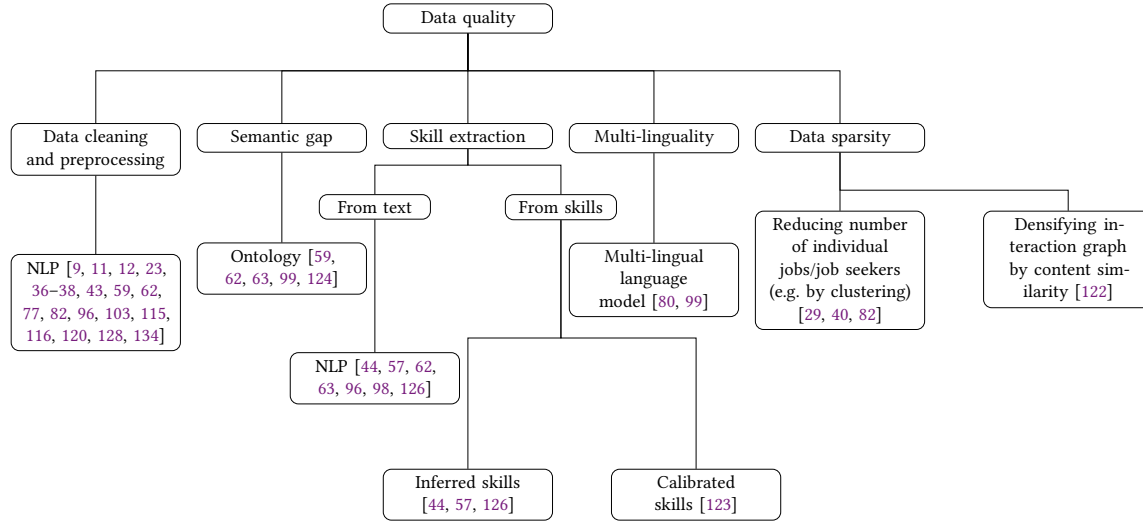 Data quality
Data cleaning
and preprocessing
Semantic gap
Skill extraction
Multi-linguality
Data sparsity
From text
From skills
NLP [9, 11, 12, 23,
36–38, 43, 59, 62,
77, 82, 96, 103, 115,
116, 120, 128, 134]
Ontology [59,
62, 63, 99, 124]
Multi-lingual
language
model [80, 99]
Reducing number
of individual
jobs/job seekers
(e.g. by clustering)
[29, 40, 82]
Densifying in-
teraction graph
by content sim-
ilarity [122]
NLP [44, 57, 62,
63, 96, 98, 126]
Inferred skills
[44, 57, 126]
Calibrated
skills [123]